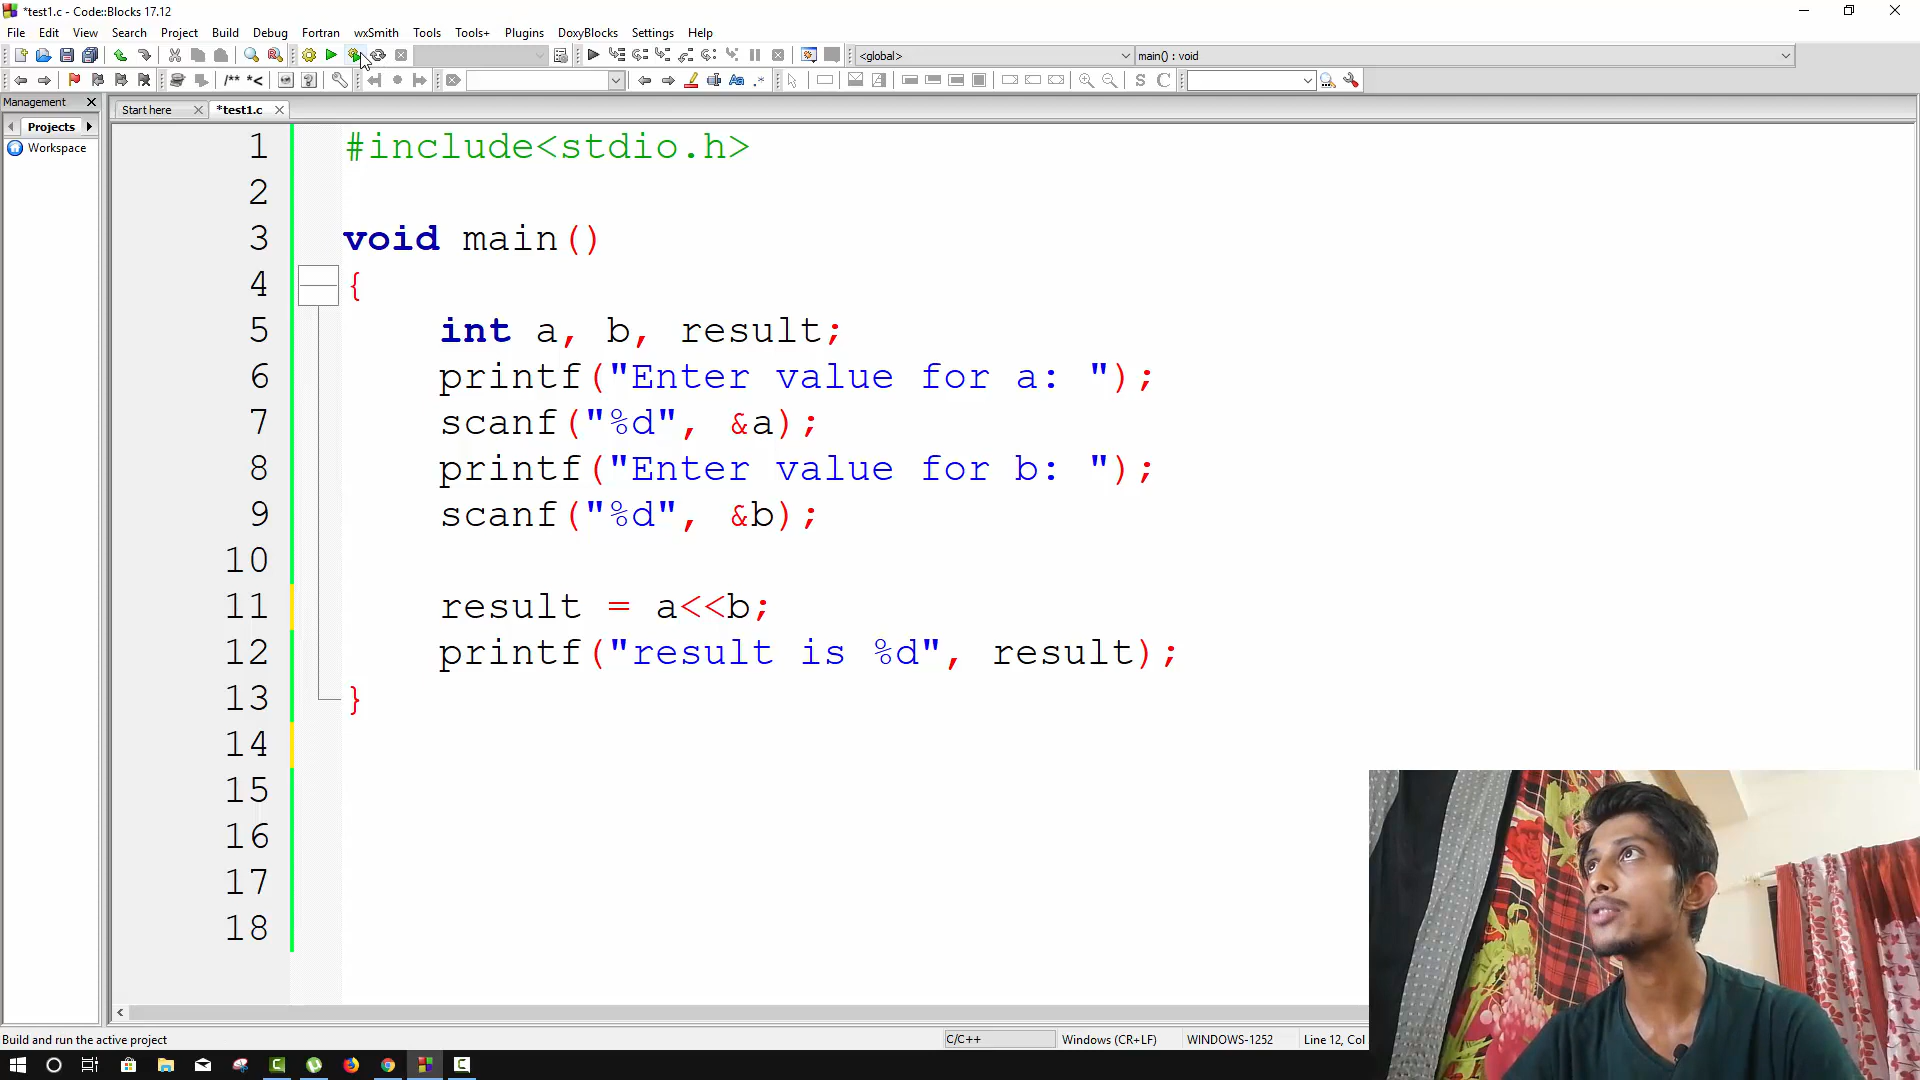 *test1.c - Code::Blocks 17.12
File Edit View Search Project Build Debug Fortran wxSmith Tools Tools+ Plugins DoxyBlocks Settings Help
<global> main() : void
/** *< Aa .* S C
Management
Projects
Workspace
Start here *test1.c
1 #include<stdio.h>
2
3 void main()
4 {
5 int a, b, result;
6 printf("Enter value for a: ");
7 scanf("%d", &a);
8 printf("Enter value for b: ");
9 scanf("%d", &b);
10
11 result = a<<b;
12 printf("result is %d", result);
13 }
14
15
16
17
18
Build and run the active project C/C++ Windows (CR+LF) WINDOWS-1252 Line 12, Col